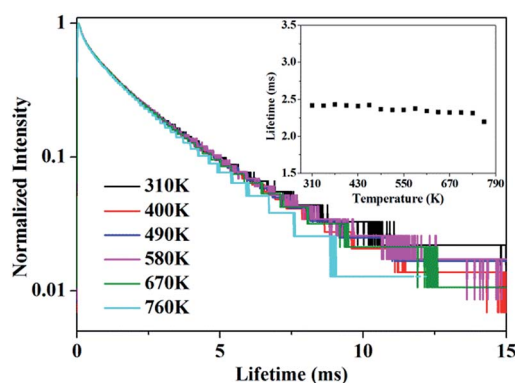 1
0.1
0.01
Normalized Intensity
310K
400K
490K
580K
670K
760K
0 5 10 15
Lifetime (ms)
3.5
3.0
2.5
2.0
1.5
Lifetime (ms)
310 430 550 670 790
Temperature (K)